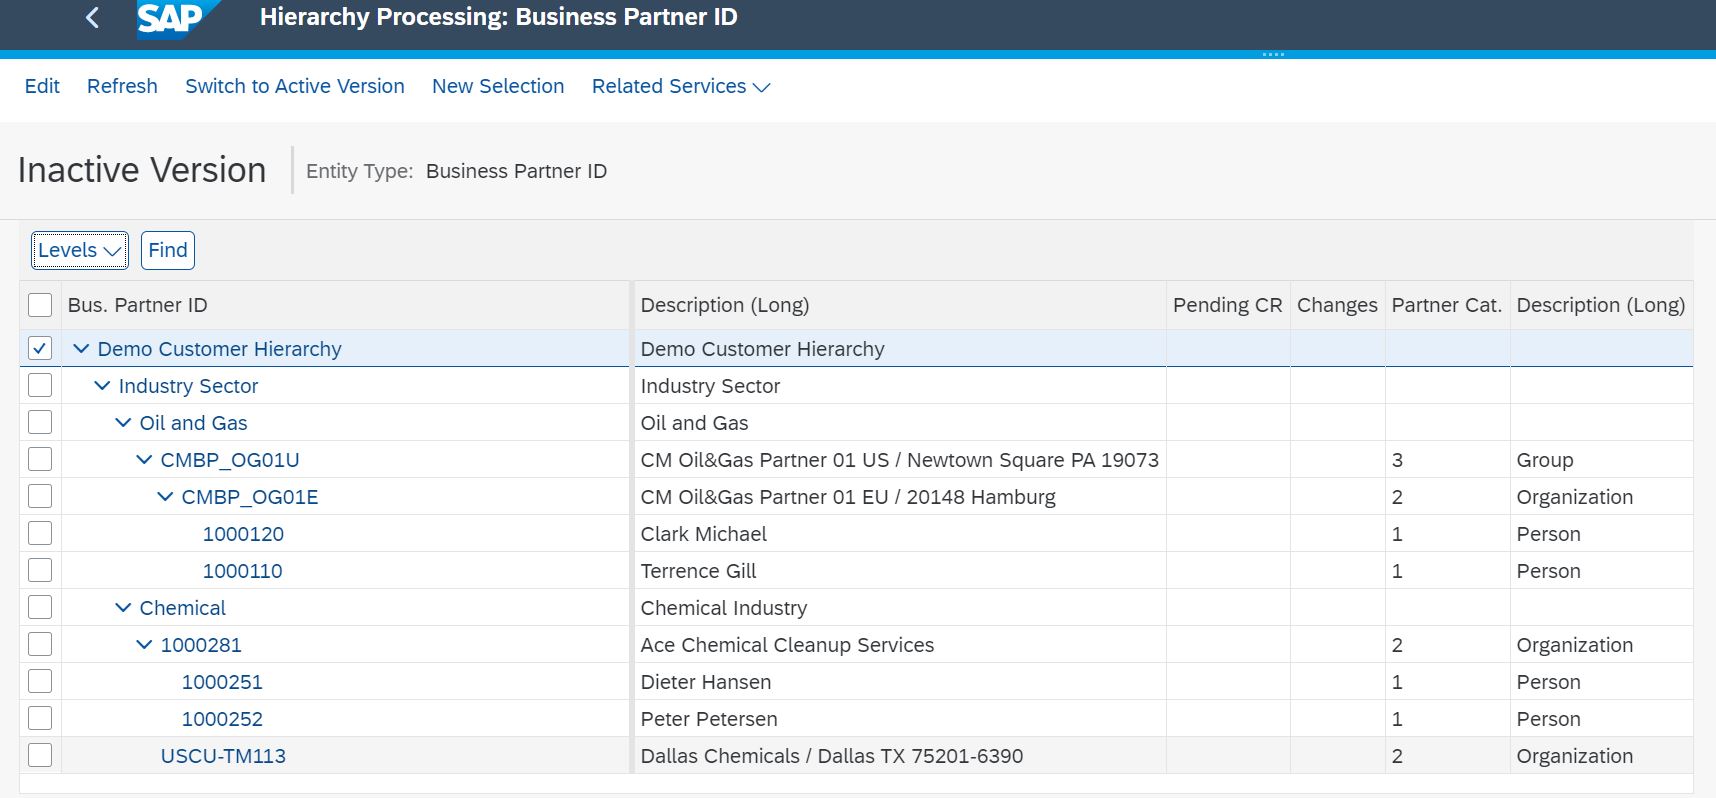 SAP Hierarchy Processing: Business Partner ID
Edit Refresh Switch to Active Version New Selection Related Services
Inactive Version Entity Type: Business Partner ID
Levels Find
Bus. Partner ID Description (Long) Pending CR Changes Partner Cat. Description (Long)
Demo Customer Hierarchy Demo Customer Hierarchy
Industry Sector Industry Sector
Oil and Gas Oil and Gas
CMBP_OG01U CM Oil&Gas Partner 01 US / Newtown Square PA 19073 3 Group
CMBP_OG01E CM Oil&Gas Partner 01 EU / 20148 Hamburg 2 Organization
1000120 Clark Michael 1 Person
1000110 Terrence Gill 1 Person
Chemical Chemical Industry
1000281 Ace Chemical Cleanup Services 2 Organization
1000251 Dieter Hansen 1 Person
1000252 Peter Petersen 1 Person
USCU-TM113 Dallas Chemicals / Dallas TX 75201-6390 2 Organization